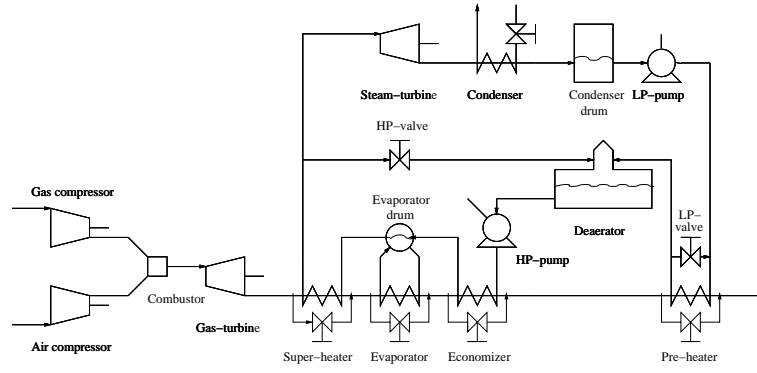 Steam-turbine
Condenser
Condenser
drum
LP-pump
HP-valve
Gas compressor
Evaporator
drum
Deaerator
LP-
valve
HP-pump
Combustor
Gas-turbine
Air compressor
Super-heater
Evaporator
Economizer
Pre-heater